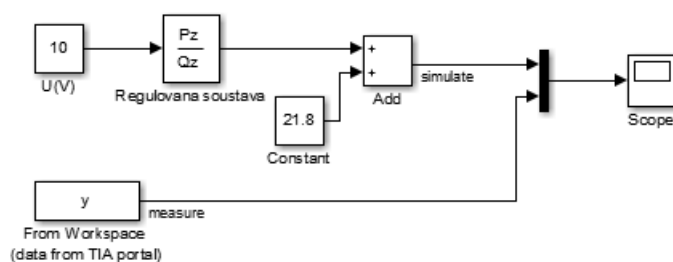 10
U(V)
Pz
Qz
Regulovana soustava
21.8
Constant
+
+
Add
simulate
Scope
y
measure
From Workspace
(data from TIA portal)